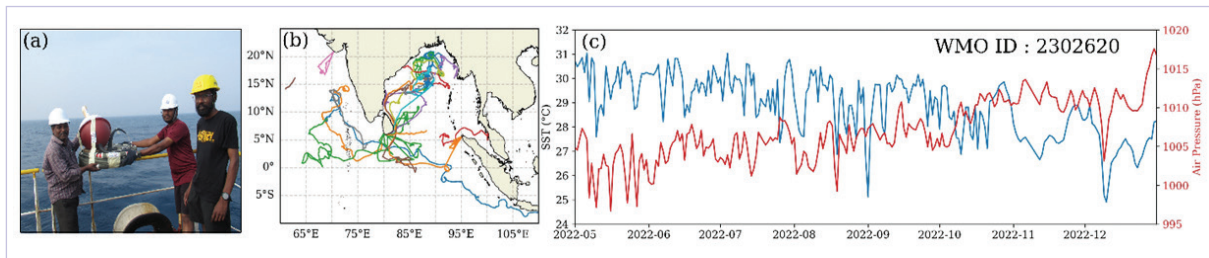 (a)
(b)
20°N
15°N
10°N
5°N
0°
5°S
65°E
75°E
85°E
95°E
105°E
(c)
WMO ID : 2302620
SST (°C)
32
31
30
29
28
27
26
25
24
2022-05
2022-06
2022-07
2022-08
2022-09
2022-10
2022-11
2022-12
1020
1015
1010
1005
1000
995
Air Pressure (hPa)